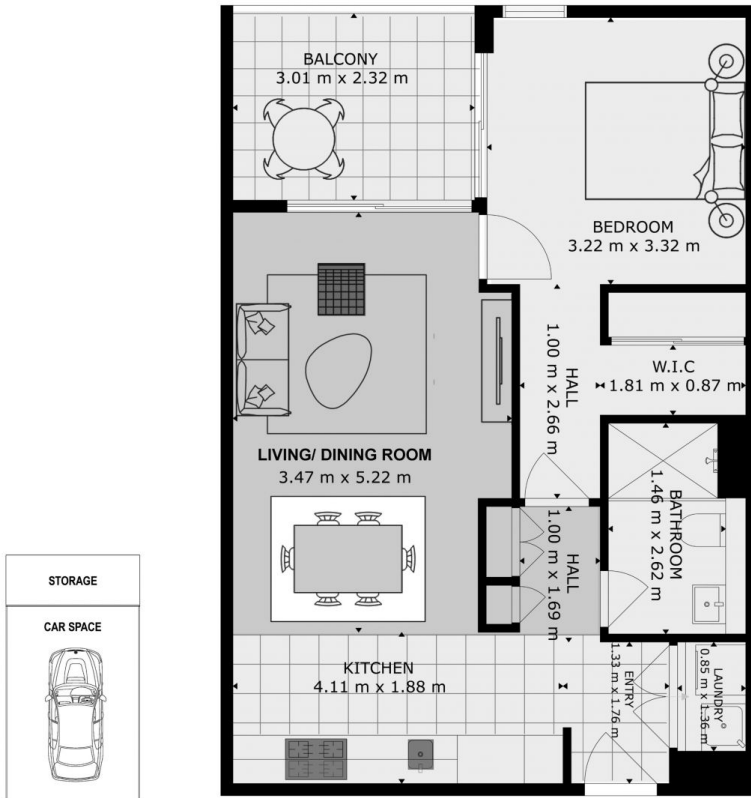 BALCONY
3.01 m x 2.32 m
BEDROOM
3.22 m x 3.32 m
HALL
1.00 m x 2.66 m
W.I.C
1.81 m x 0.87 m
LIVING/ DINING ROOM
3.47 m x 5.22 m
HALL
1.00 m x 1.69 m
BATHROOM
1.46 m x 2.62 m
STORAGE
CAR SPACE
KITCHEN
4.11 m x 1.88 m
ENTRY
1.33 m x 1.76 m
LAUNDRY
0.85 m x 1.36 m